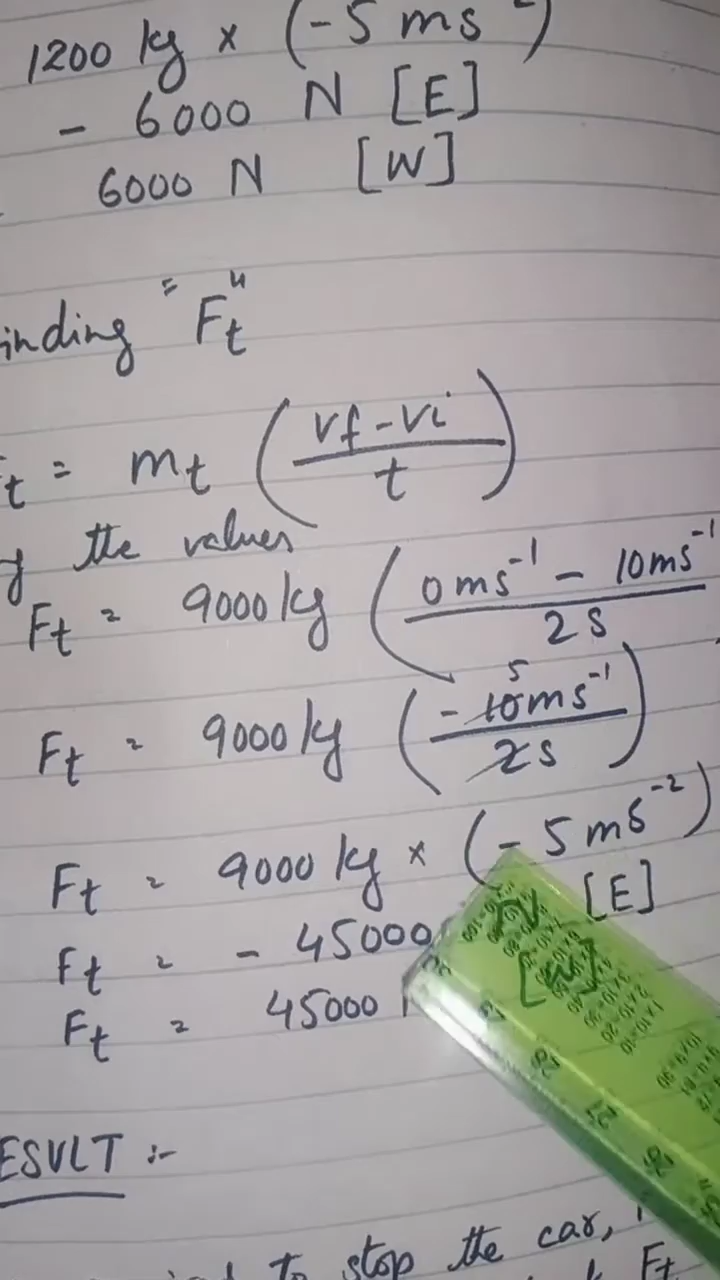 1200 kg × (-5 ms
- 6000 N [E]
6000 N [W]
inding "Ft"
t = mt (vf - vi / t)
the values
Ft = 9000 kg (0 ms⁻¹ - 10 ms⁻¹ / 2 s)
Ft = 9000 kg (-10 5 ms⁻¹ / 2 s)
Ft = 9000 kg × (-5 ms⁻²)
Ft = - 45000 N [E]
Ft = 45000 [W]
ESULT :-
to stop the car,
Ft